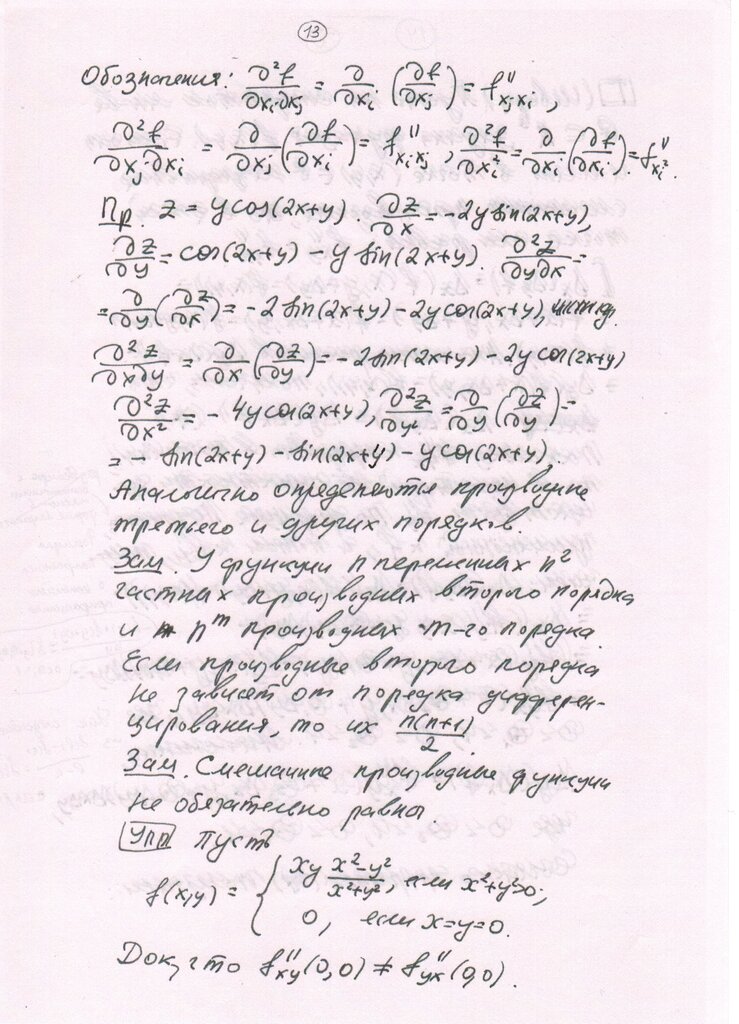 13
Обозначения: ∂²f/∂xᵢ·∂xⱼ = ∂/∂xᵢ (∂f/∂xⱼ) = f''ₓⱼₓᵢ,
∂²f/∂xⱼ·∂xᵢ = ∂/∂xⱼ (∂f/∂xᵢ) = f''ₓᵢₓⱼ, ∂²f/∂xᵢ² = ∂/∂xᵢ (∂f/∂xᵢ) = f''ₓᵢ².
Пр. z = y cos(2x+y). ∂z/∂x = -2y sin(2x+y),
∂z/∂y = cos(2x+y) - y sin(2x+y) ∂²z/∂y∂x =
= ∂/∂y (∂z/∂x) = -2 sin(2x+y) - 2y cos(2x+y),
∂²z/∂x∂y = ∂/∂x (∂z/∂y) = -2 sin(2x+y) - 2y cos(2x+y)
∂²z/∂x² = - 4y cos(2x+y), ∂²z/∂y² = ∂/∂y (∂z/∂y) =
= - sin(2x+y) - sin(2x+y) - y cos(2x+y).
Аналогично определяются производные
третьего и других порядков.
Зам. У функции n переменных n²
частных производных второго порядка
и nᵐ производных m-го порядка.
Если производные второго порядка
не зависят от порядка дифферен-
цирования, то их n(n+1)/2.
Зам. Смешанные производные функции
не обязательно равны.
Упр Пусть
f(x,y) = { xy (x²-y²)/(x²+y²), если x²+y²>0;
0, если x=y=0.
Док, что f''xy(0,0) ≠ f''yx(0,0).